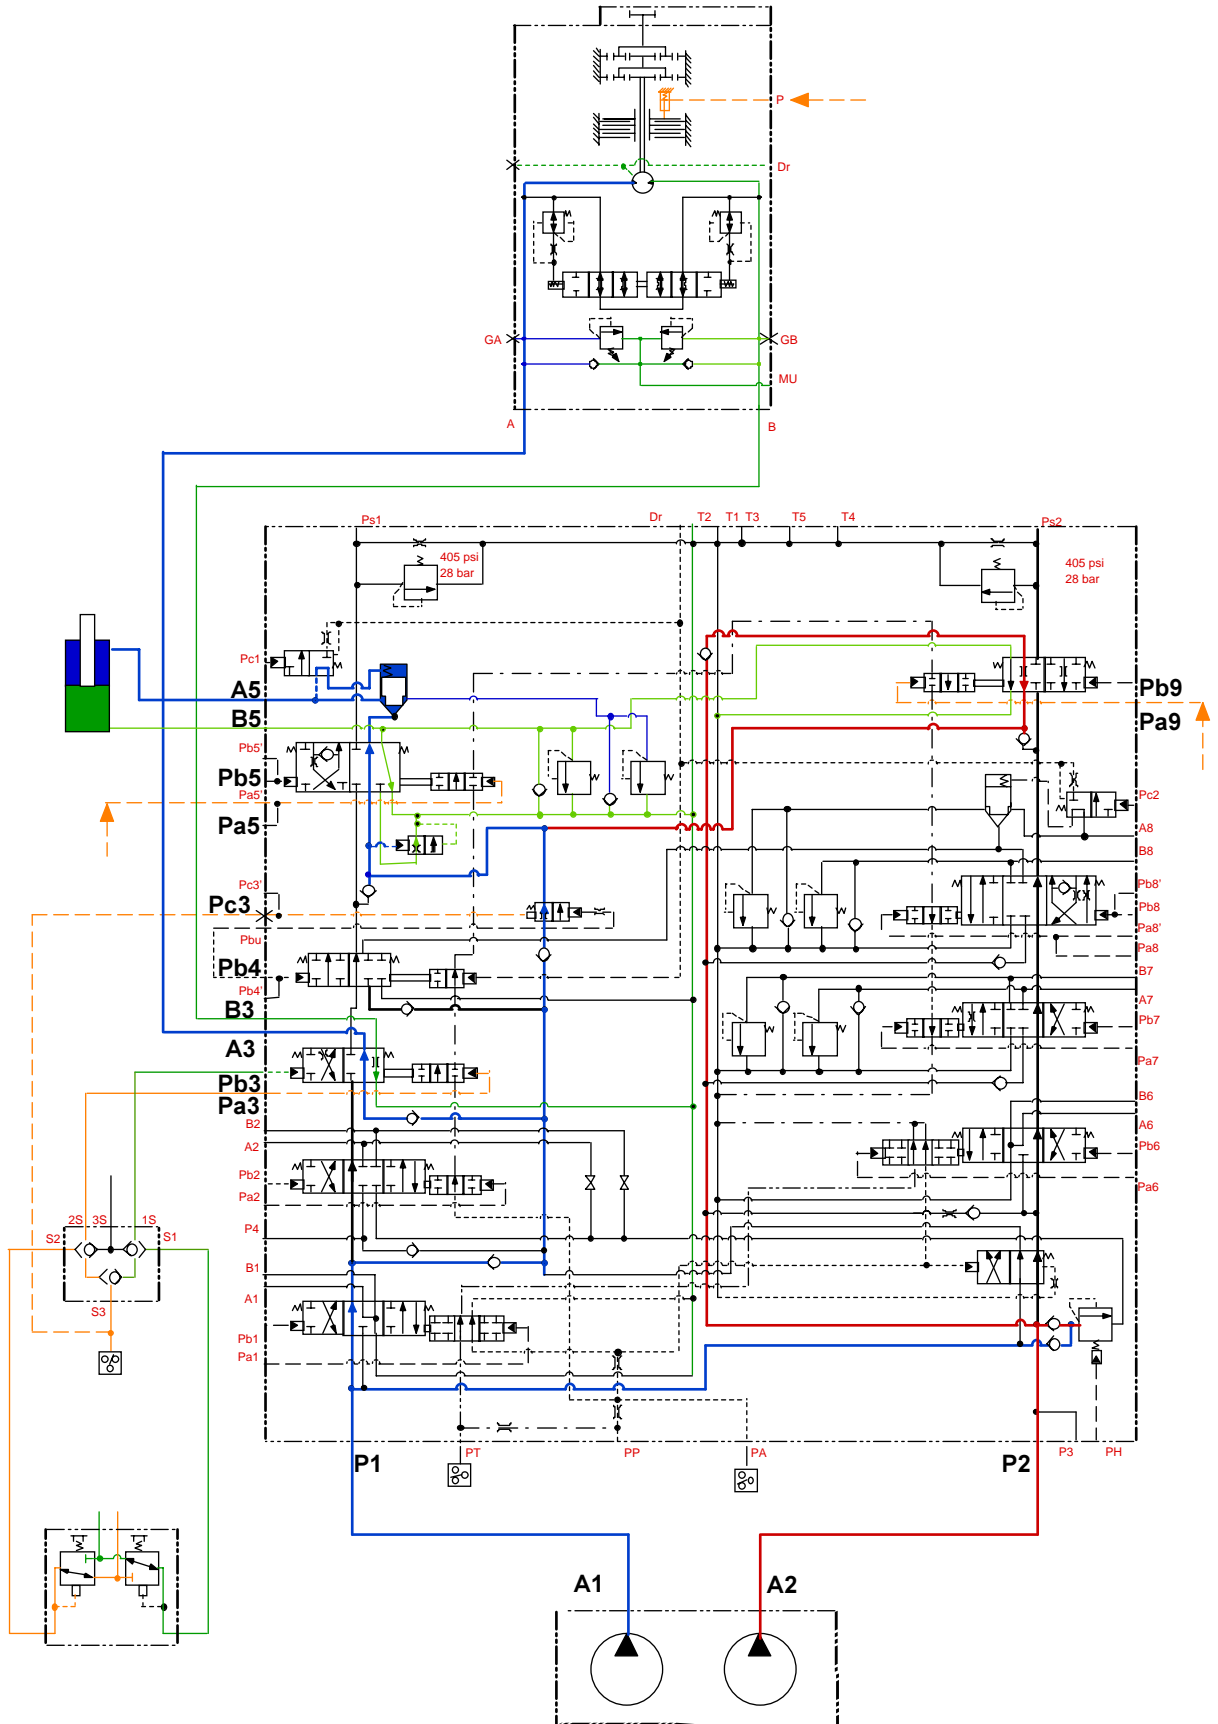 P
Dr
GA
GB
MU
A
B
Ps1
Dr
T2
T1
T3
T5
T4
Ps2
405 psi
28 bar
405 psi
28 bar
Pc1
A5
B5
Pb9
Pa9
Pb5'
Pb5
Pa5'
Pa5
Pc2
A8
B8
Pc3'
Pc3
Pb8'
Pb8
Pa8'
Pa8
Pbu
Pb4
Pb4'
B3
B7
A7
Pb7
A3
Pb3
Pa3
Pa7
B2
A2
Pb2
Pa2
B6
A6
Pb6
Pa6
P4
2S
3S
1S
S2
S1
S3
B1
A1
Pb1
Pa1
P1
PT
PP
PA
P2
P3
PH
A1
A2